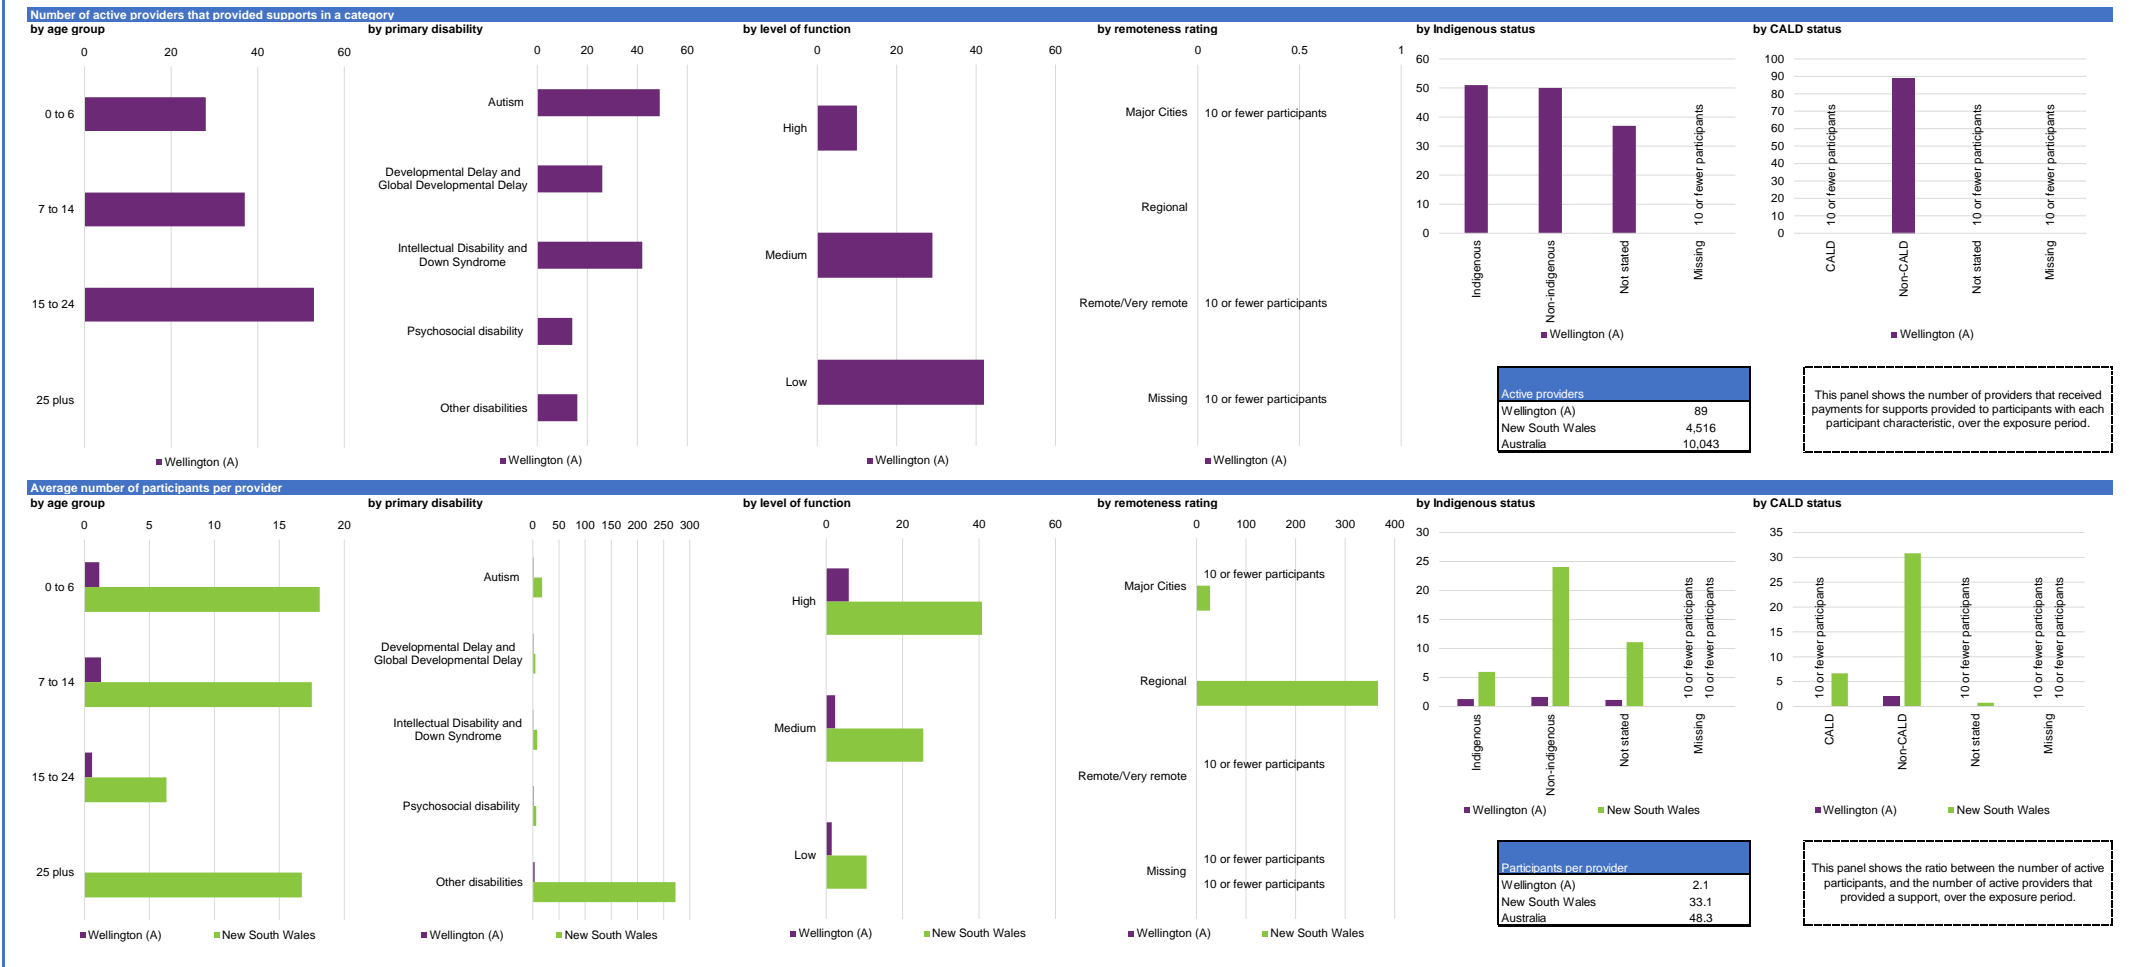 Number of active providers that provided supports in a category
by age group
0 20 40 60
0 to 6
7 to 14
15 to 24
25 plus
Wellington (A)
by primary disability
0 20 40 60
Autism
Developmental Delay and
Global Developmental Delay
Intellectual Disability and
Down Syndrome
Psychosocial disability
Other disabilities
Wellington (A)
by level of function
0 20 40 60
High
Medium
Low
Wellington (A)
by remoteness rating
0 0.5 1
Major Cities 10 or fewer participants
Regional
Remote/Very remote 10 or fewer participants
Missing 10 or fewer participants
Wellington (A)
by Indigenous status
60
50
40
30
20
10
0
10 or fewer participants
Indigenous
Non-indigenous
Not stated
Missing
Wellington (A)
by CALD status
100
90
80
70
60
50
40
30
20
10
0
10 or fewer participants
10 or fewer participants
10 or fewer participants
CALD
Non-CALD
Not stated
Missing
Wellington (A)
Active providers
Wellington (A) 89
New South Wales 4,516
Australia 10,043
This panel shows the number of providers that received
payments for supports provided to participants with each
participant characteristic, over the exposure period.
Average number of participants per provider
by age group
0 5 10 15 20
0 to 6
7 to 14
15 to 24
25 plus
Wellington (A) New South Wales
by primary disability
0 50 100 150 200 250 300
Autism
Developmental Delay and
Global Developmental Delay
Intellectual Disability and
Down Syndrome
Psychosocial disability
Other disabilities
Wellington (A) New South Wales
by level of function
0 20 40 60
High
Medium
Low
Wellington (A) New South Wales
by remoteness rating
0 100 200 300 400
10 or fewer participants
Major Cities
Regional
10 or fewer participants
Remote/Very remote
10 or fewer participants
Missing
10 or fewer participants
Wellington (A) New South Wales
by Indigenous status
30
25
20
15
10
5
0
10 or fewer participants
10 or fewer participants
Indigenous
Non-indigenous
Not stated
Missing
Wellington (A) New South Wales
by CALD status
35
30
25
20
15
10
5
0
10 or fewer participants
10 or fewer participants
10 or fewer participants
10 or fewer participants
CALD
Non-CALD
Not stated
Missing
Wellington (A) New South Wales
Participants per provider
Wellington (A) 2.1
New South Wales 33.1
Australia 48.3
This panel shows the ratio between the number of active
participants, and the number of active providers that
provided a support, over the exposure period.